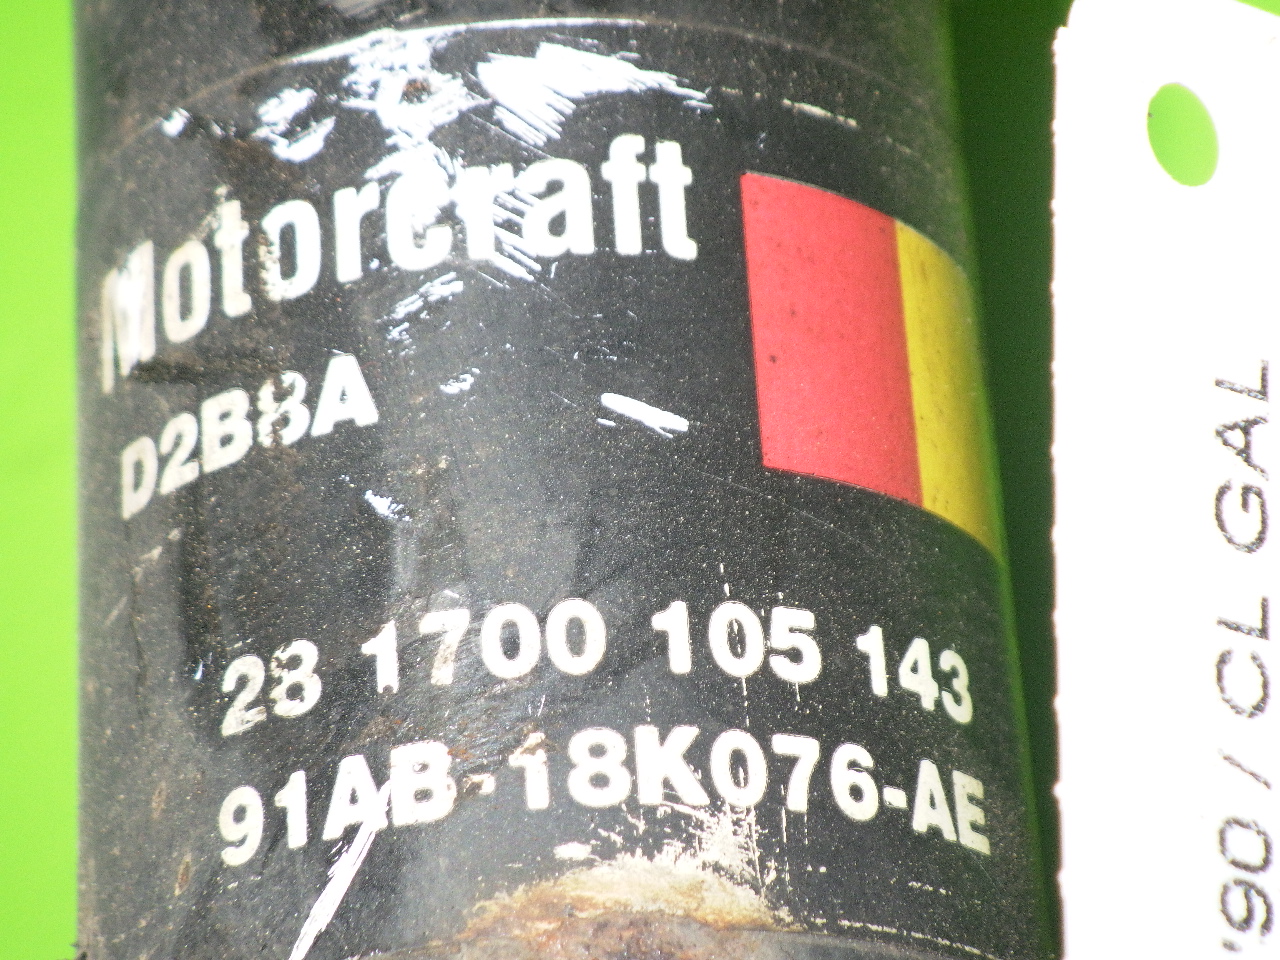 Motorcraft
D2B8A
28 1700 105 143
91AB-18K076-AE
'90 / CL GAL